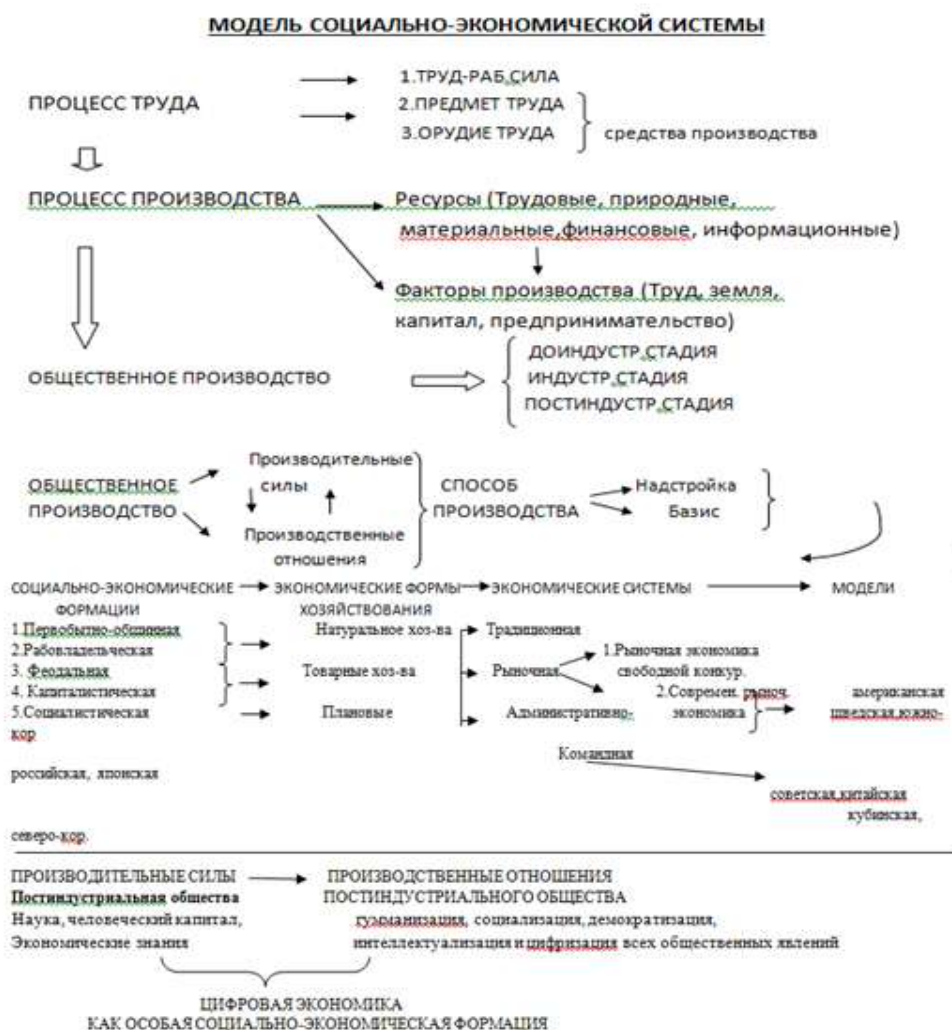 МОДЕЛЬ СОЦИАЛЬНО-ЭКОНОМИЧЕСКОЙ СИСТЕМЫ
1.ТРУД-РАБ.СИЛА
ПРОЦЕСС ТРУДА
2.ПРЕДМЕТ ТРУДА
3.ОРУДИЕ ТРУДА
средства производства
ПРОЦЕСС ПРОИЗВОДСТВА
Ресурсы (Трудовые, природные,
материальные,финансовые, информационные)
Факторы производства (Труд, земля,
капитал, предпринимательство)
ОБЩЕСТВЕННОЕ ПРОИЗВОДСТВО
ДОИНДУСТР.СТАДИЯ
ИНДУСТР.СТАДИЯ
ПОСТИНДУСТР.СТАДИЯ
ОБЩЕСТВЕННОЕ
ПРОИЗВОДСТВО
Производительные
силы
Производственные
отношения
СПОСОБ
ПРОИЗВОДСТВА
Надстройка
Базис
СОЦИАЛЬНО-ЭКОНОМИЧЕСКИЕ ЭКОНОМИЧЕСКИЕ ФОРМЫ ЭКОНОМИЧЕСКИЕ СИСТЕМЫ МОДЕЛИ
ФОРМАЦИИ ХОЗЯЙСТВОВАНИЯ
1.Первобытно-общинная Натуральное хоз-ва Традиционная 1.Рыночная экономика
2.Рабовладельческая
3. Феодальная Товарные хоз-ва Рыночная свободной конкур.
4. Капиталистическая 2.Современ. рыноч. американская
5.Социалистическая Плановые Административно- экономика шведская,южно-
кор
Командная
российская, японская
советская,китайская
кубинская,
северо-кор.
ПРОИЗВОДИТЕЛЬНЫЕ СИЛЫ ПРОИЗВОДСТВЕННЫЕ ОТНОШЕНИЯ
Постиндустриальная общества ПОСТИНДУСТРИАЛЬНОГО ОБЩЕСТВА
Наука, человеческий капитал, гумманизация, социализация, демократизация,
Экономические знания интеллектуализация и цифризация всех общественных явлений
ЦИФРОВАЯ ЭКОНОМИКА
КАК ОСОБАЯ СОЦИАЛЬНО-ЭКОНОМИЧЕСКАЯ ФОРМАЦИЯ